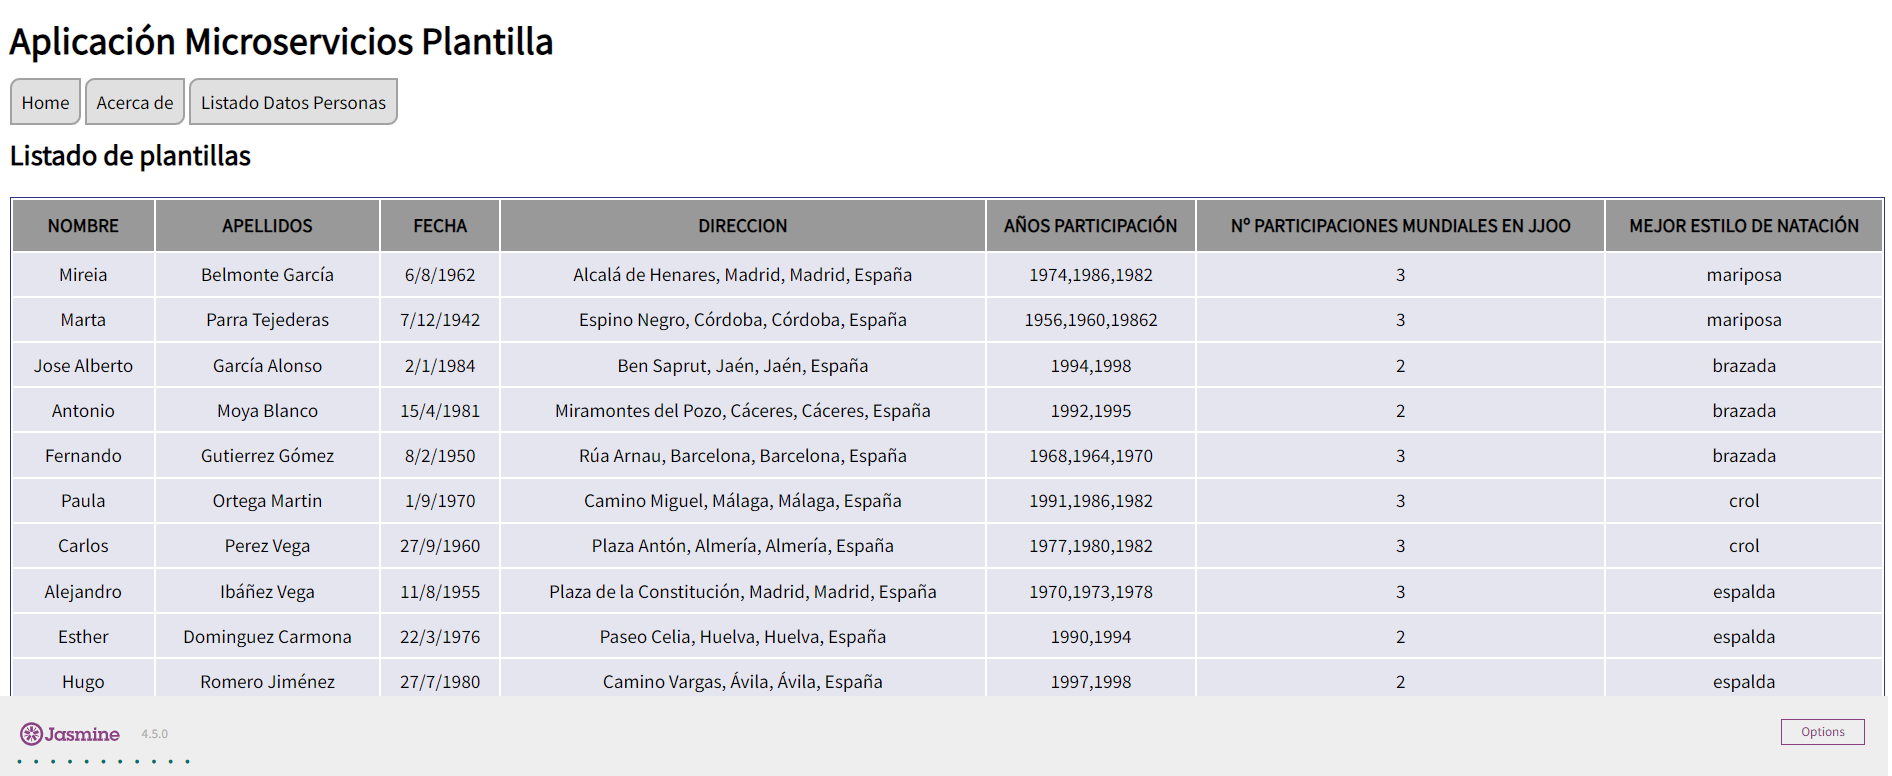 Aplicación Microservicios Plantilla
Home Acerca de Listado Datos Personas
Listado de plantillas
NOMBRE APELLIDOS FECHA DIRECCION AÑOS PARTICIPACIÓN Nº PARTICIPACIONES MUNDIALES EN JJOO MEJOR ESTILO DE NATACIÓN
Mireia Belmonte García 6/8/1962 Alcalá de Henares, Madrid, Madrid, España 1974,1986,1982 3 mariposa
Marta Parra Tejederas 7/12/1942 Espino Negro, Córdoba, Córdoba, España 1956,1960,19862 3 mariposa
Jose Alberto García Alonso 2/1/1984 Ben Saprut, Jaén, Jaén, España 1994,1998 2 brazada
Antonio Moya Blanco 15/4/1981 Miramontes del Pozo, Cáceres, Cáceres, España 1992,1995 2 brazada
Fernando Gutierrez Gómez 8/2/1950 Rúa Arnau, Barcelona, Barcelona, España 1968,1964,1970 3 brazada
Paula Ortega Martin 1/9/1970 Camino Miguel, Málaga, Málaga, España 1991,1986,1982 3 crol
Carlos Perez Vega 27/9/1960 Plaza Antón, Almería, Almería, España 1977,1980,1982 3 crol
Alejandro Ibáñez Vega 11/8/1955 Plaza de la Constitución, Madrid, Madrid, España 1970,1973,1978 3 espalda
Esther Dominguez Carmona 22/3/1976 Paseo Celia, Huelva, Huelva, España 1990,1994 2 espalda
Hugo Romero Jiménez 27/7/1980 Camino Vargas, Ávila, Ávila, España 1997,1998 2 espalda
Jasmine 4.5.0 Options